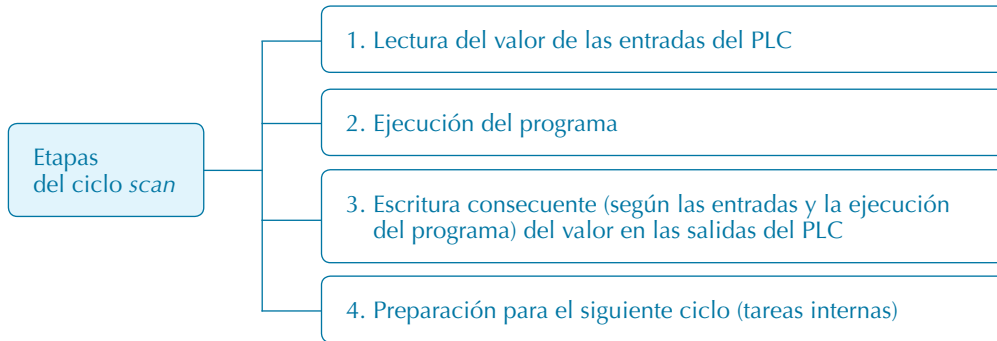 Etapas
del ciclo scan
1. Lectura del valor de las entradas del PLC
2. Ejecución del programa
3. Escritura consecuente (según las entradas y la ejecución
del programa) del valor en las salidas del PLC
4. Preparación para el siguiente ciclo (tareas internas)